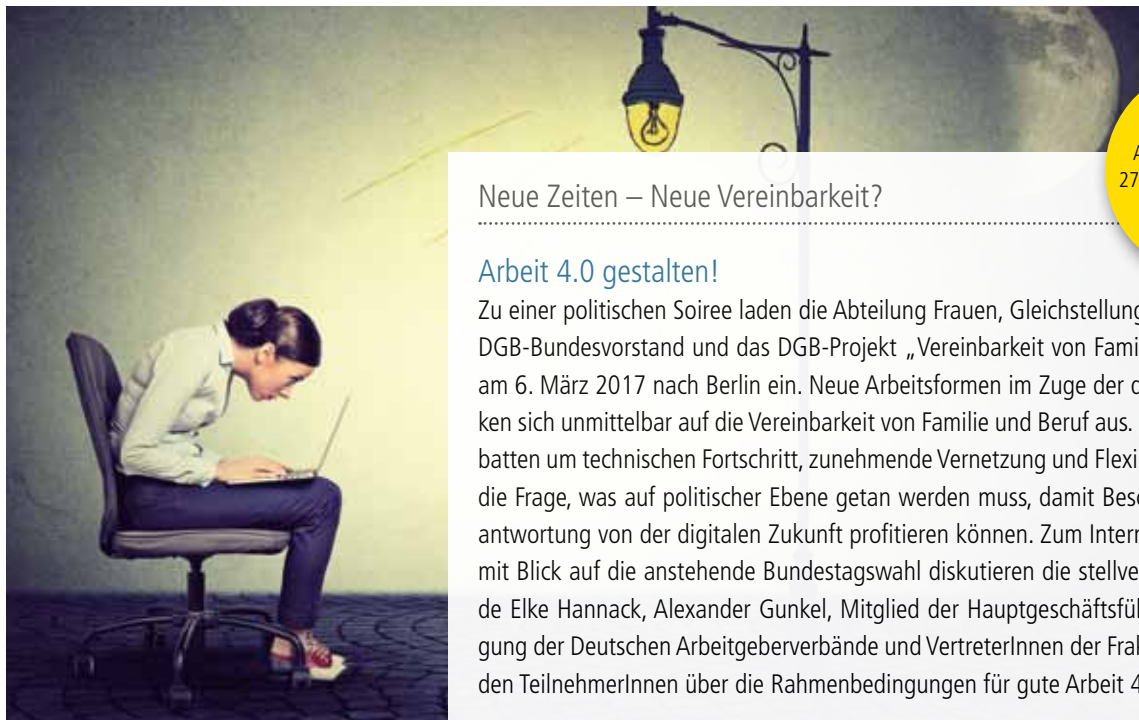 Neue Zeiten – Neue Vereinbarkeit?
27
Arbeit 4.0 gestalten!
Zu einer politischen Soiree laden die Abteilung Frauen, Gleichstellung
DGB-Bundesvorstand und das DGB-Projekt „Vereinbarkeit von Fami
am 6. März 2017 nach Berlin ein. Neue Arbeitsformen im Zuge der d
ken sich unmittelbar auf die Vereinbarkeit von Familie und Beruf aus.
batten um technischen Fortschritt, zunehmende Vernetzung und Flexi
die Frage, was auf politischer Ebene getan werden muss, damit Bes
antwortung von der digitalen Zukunft profitieren können. Zum Intern
mit Blick auf die anstehende Bundestagswahl diskutieren die stellve
de Elke Hannack, Alexander Gunkel, Mitglied der Hauptgeschäftsfü
gung der Deutschen Arbeitgeberverbände und VertreterInnen der Fra
den TeilnehmerInnen über die Rahmenbedingungen für gute Arbeit 4